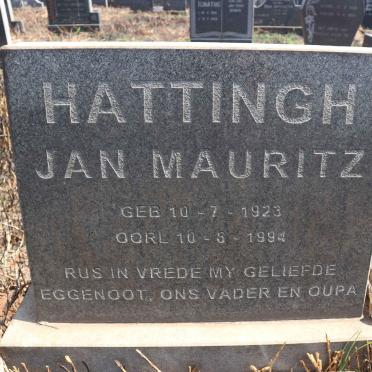 HATTINGH
JAN MAURITZ
GEB 10 - 7 - 1923
OORL 10 - 8 - 1994
RUS IN VREDE MY GELIEFDE
EGGENOOT, ONS VADER EN OUPA